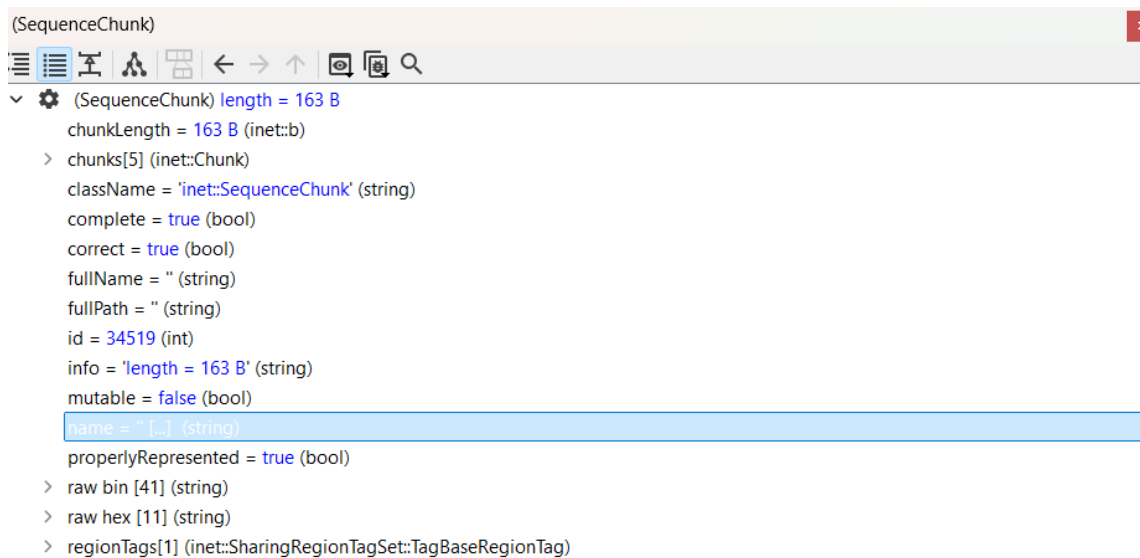 (SequenceChunk)
(SequenceChunk) length = 163 B
chunkLength = 163 B (inet::b)
chunks[5] (inet::Chunk)
className = 'inet::SequenceChunk' (string)
complete = true (bool)
correct = true (bool)
fullName = '' (string)
fullPath = '' (string)
id = 34519 (int)
info = 'length = 163 B' (string)
mutable = false (bool)
name = '' [...] (string)
properlyRepresented = true (bool)
raw bin [41] (string)
raw hex [11] (string)
regionTags[1] (inet::SharingRegionTagSet::TagBaseRegionTag)